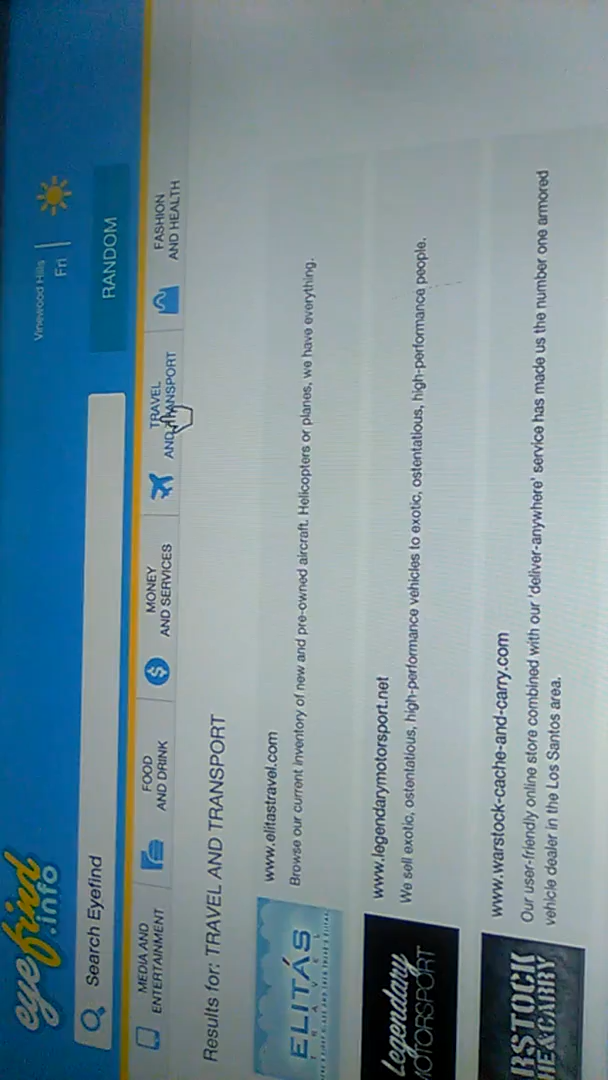 eyefind
.info
Vinewood Hills
Fri
Search Eyefind
RANDOM
MEDIA AND
ENTERTAINMENT
FOOD
AND DRINK
MONEY
AND SERVICES
TRAVEL
AND TRANSPORT
FASHION
AND HEALTH
Results for: TRAVEL AND TRANSPORT
ELITÁS
TRAVEL
www.elitastravel.com
Browse our current inventory of new and pre-owned aircraft. Helicopters or planes, we have everything.
Legendary
MOTORSPORT
www.legendarymotorsport.net
We sell exotic, ostentatious, high-performance vehicles to exotic, ostentatious, high-performance people.
RSTOCK
HE&CARRY
www.warstock-cache-and-carry.com
Our user-friendly online store combined with our 'deliver-anywhere' service has made us the number one armored
vehicle dealer in the Los Santos area.